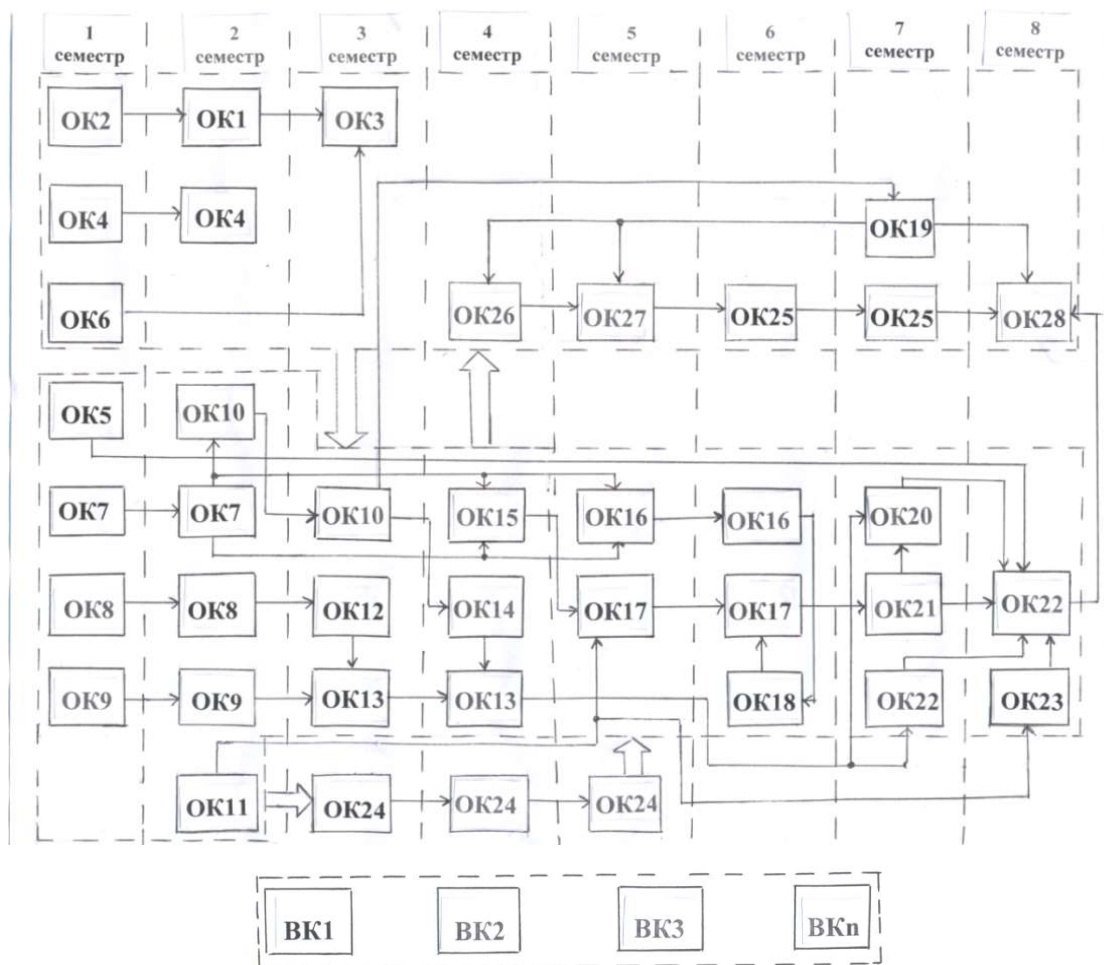 1 семестр
2 семестр
3 семестр
4 семестр
5 семестр
6 семестр
7 семестр
8 семестр
ОК2
ОК1
ОК3
ОК4
ОК4
ОК19
ОК6
ОК26
ОК27
ОК25
ОК25
ОК28
ОК5
ОК10
ОК7
ОК7
ОК10
ОК15
ОК16
ОК16
ОК20
ОК8
ОК8
ОК12
ОК14
ОК17
ОК17
ОК21
ОК22
ОК9
ОК9
ОК13
ОК13
ОК18
ОК22
ОК23
ОК11
ОК24
ОК24
ОК24
ВК1
ВК2
ВК3
ВКn